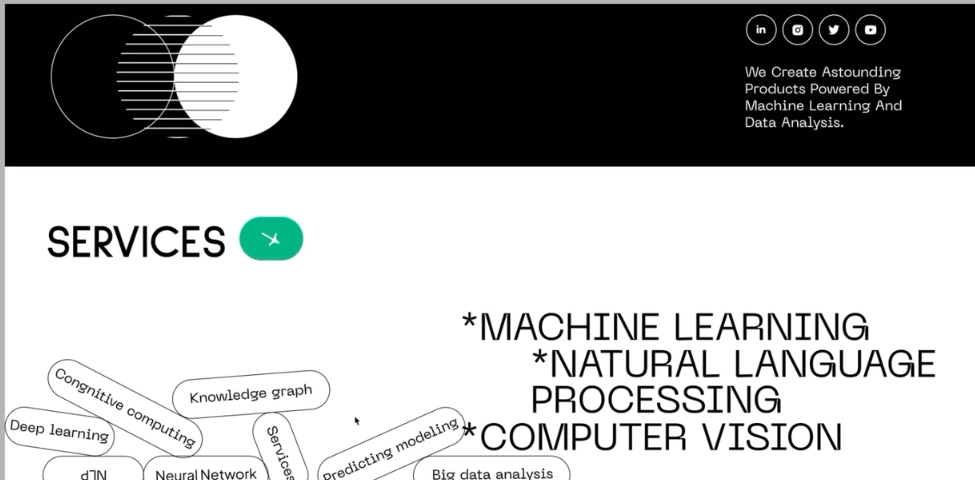 in
We Create Astounding
Products Powered By
Machine Learning And
Data Analysis.
SERVICES
*MACHINE LEARNING
*NATURAL LANGUAGE
PROCESSING
*COMPUTER VISION
Congnitive computing
Knowledge graph
Deep learning
Services
Predicting modeling
NLP
Neural Network
Big data analysis